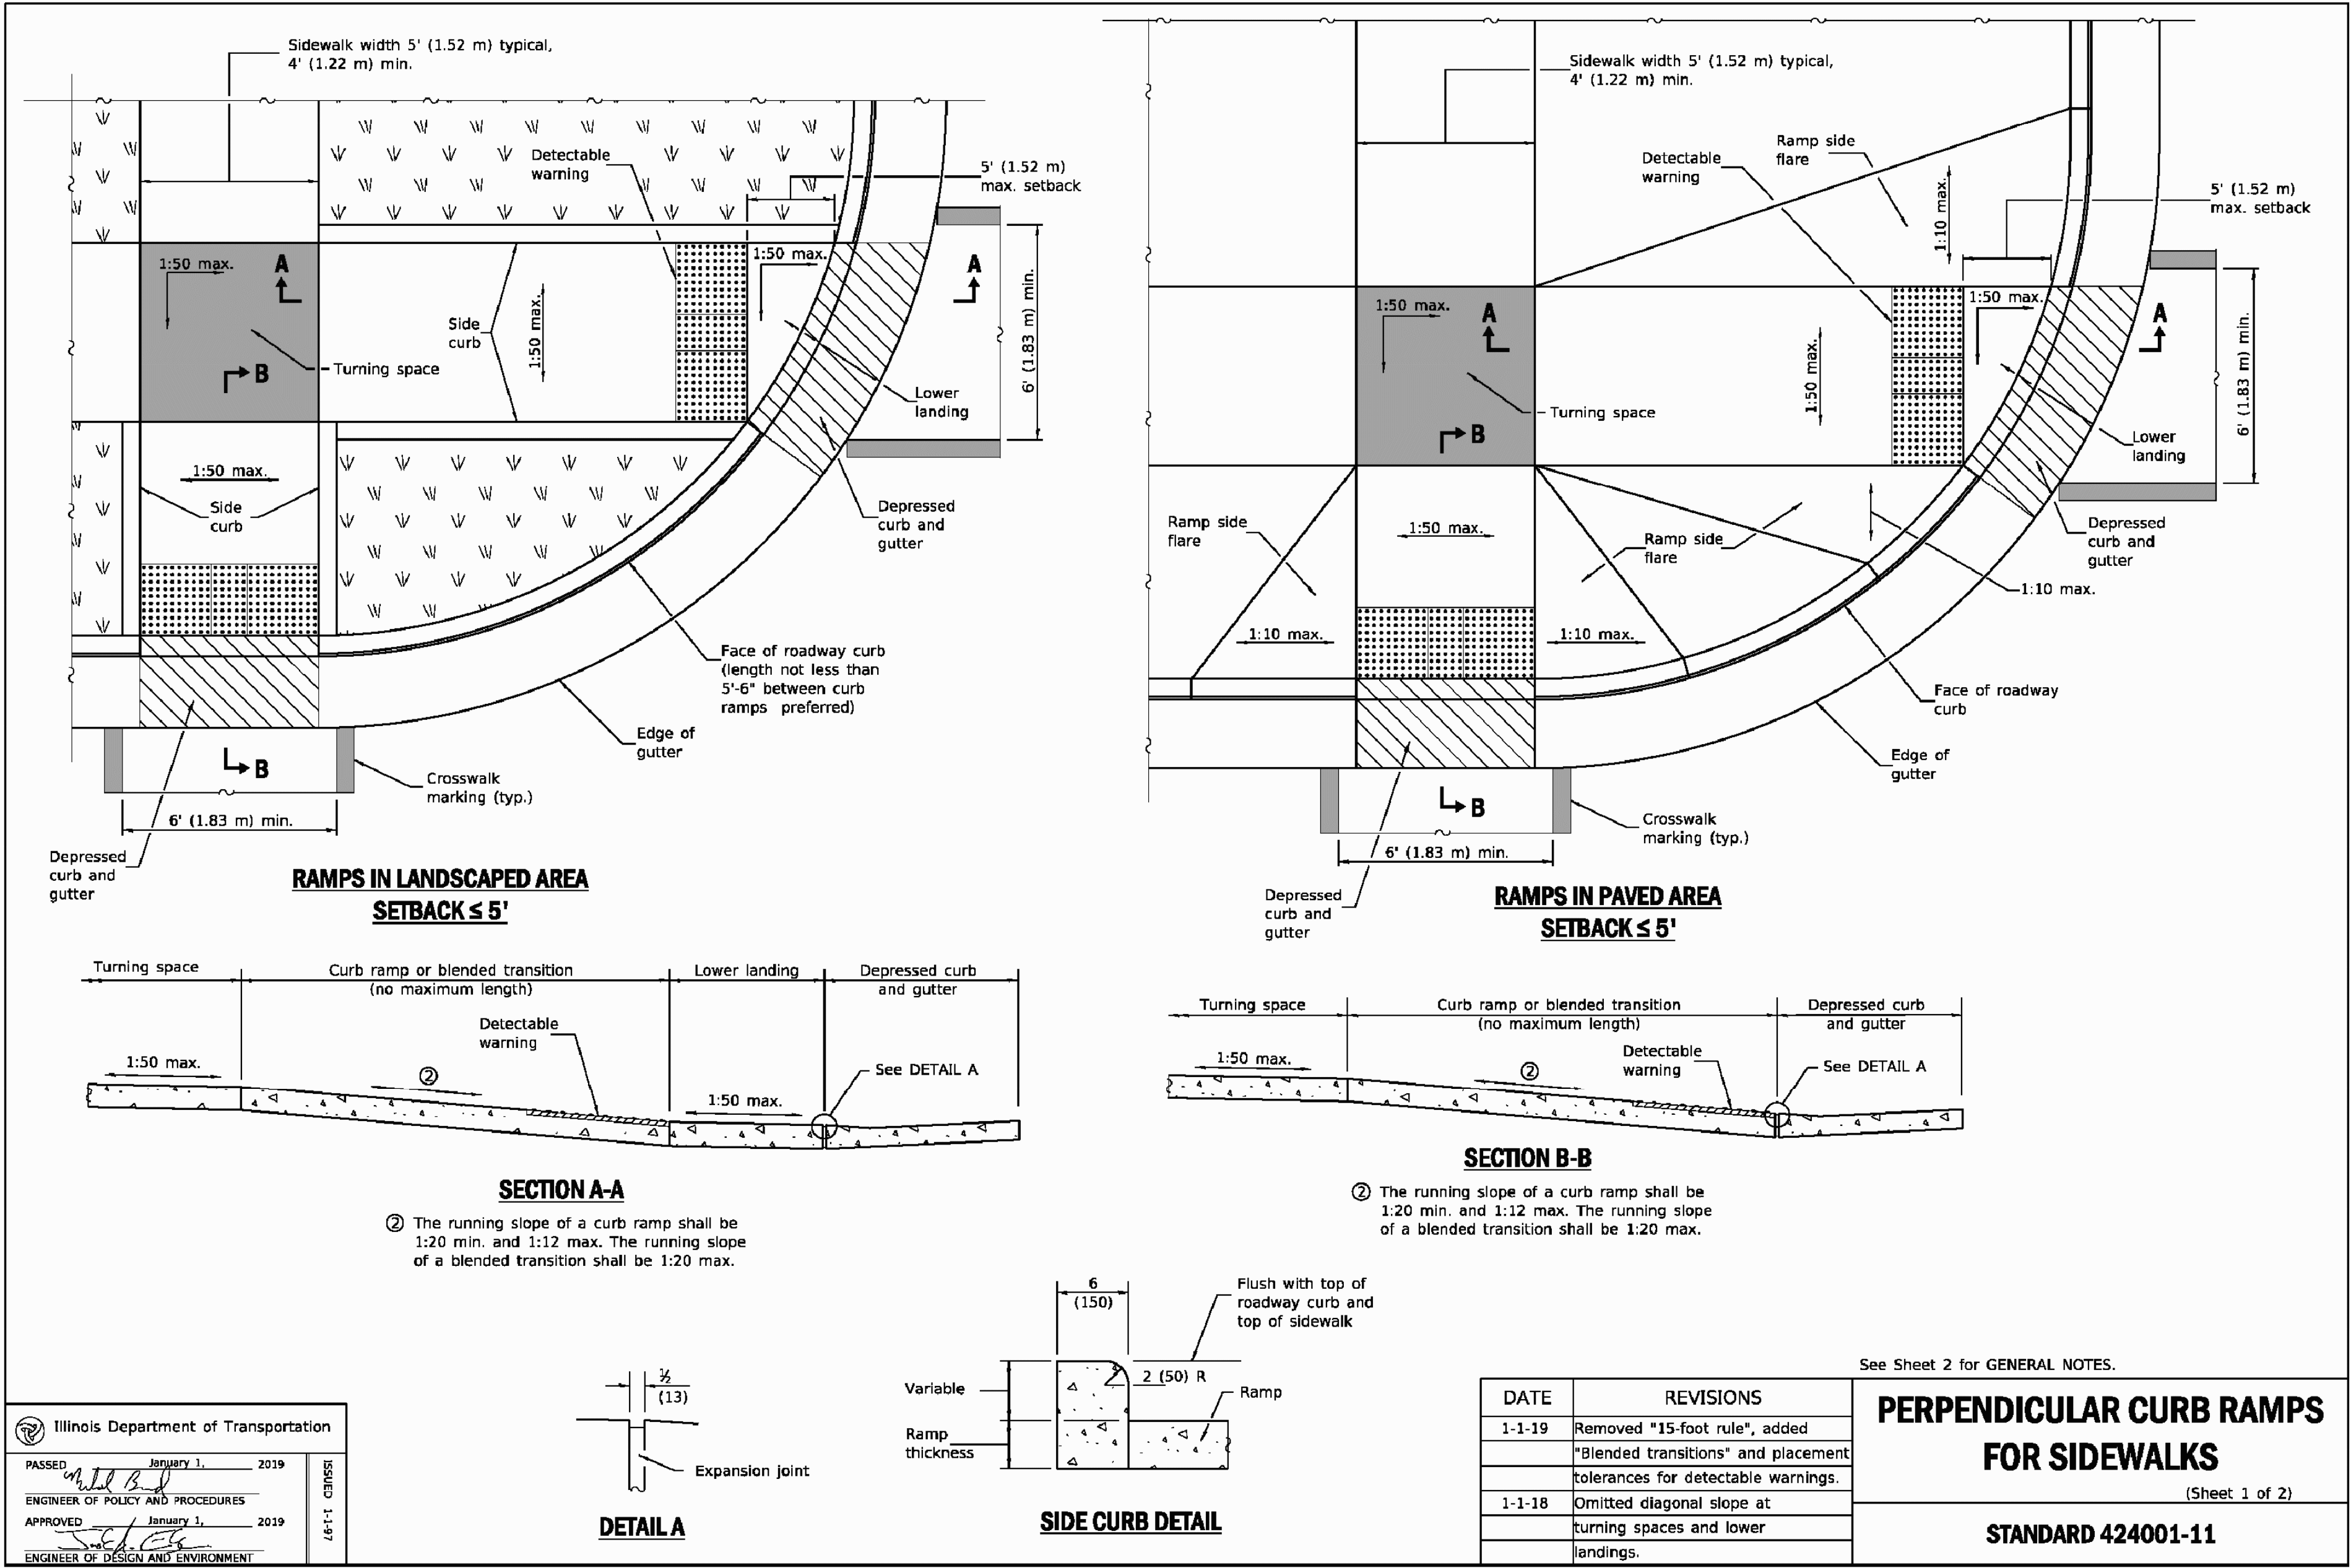 Sidewalk width 5' (1.52 m) typical,
4' (1.22 m) min.
Detectable
warning
5' (1.52 m)
max. setback
1:50 max.
A
1:50 max.
A
Side
curb
1:50 max.
6' (1.83 m) min.
Turning space
B
Lower
landing
1:50 max.
Side
curb
Depressed
curb and
gutter
Face of roadway curb
(length not less than
5'-6" between curb
ramps preferred)
Edge of
gutter
B
Crosswalk
marking (typ.)
6' (1.83 m) min.
Depressed
curb and
gutter
RAMPS IN LANDSCAPED AREA
SETBACK ≤ 5'
Sidewalk width 5' (1.52 m) typical,
4' (1.22 m) min.
Detectable
warning
Ramp side
flare
1:10 max.
5' (1.52 m)
max. setback
1:50 max.
A
1:50 max.
A
1:50 max.
6' (1.83 m) min.
Turning space
B
Lower
landing
Ramp side
flare
1:50 max.
Ramp side
flare
Depressed
curb and
gutter
1:10 max.
1:10 max.
1:10 max.
Face of roadway
curb
Edge of
gutter
B
Crosswalk
marking (typ.)
6' (1.83 m) min.
Depressed
curb and
gutter
RAMPS IN PAVED AREA
SETBACK ≤ 5'
Turning space
Curb ramp or blended transition
(no maximum length)
Lower landing
Depressed curb
and gutter
Detectable
warning
1:50 max.
②
1:50 max.
See DETAIL A
SECTION A-A
② The running slope of a curb ramp shall be
1:20 min. and 1:12 max. The running slope
of a blended transition shall be 1:20 max.
Turning space
Curb ramp or blended transition
(no maximum length)
Depressed curb
and gutter
1:50 max.
②
Detectable
warning
See DETAIL A
SECTION B-B
② The running slope of a curb ramp shall be
1:20 min. and 1:12 max. The running slope
of a blended transition shall be 1:20 max.
½
(13)
Expansion joint
DETAIL A
6
(150)
Flush with top of
roadway curb and
top of sidewalk
Variable
2 (50) R
Ramp
Ramp
thickness
SIDE CURB DETAIL
See Sheet 2 for GENERAL NOTES.
Illinois Department of Transportation
PASSED January 1, 2019
ENGINEER OF POLICY AND PROCEDURES
APPROVED January 1, 2019
ENGINEER OF DESIGN AND ENVIRONMENT
ISSUED 1-1-97
DATE REVISIONS
1-1-19 Removed "15-foot rule", added
"Blended transitions" and placement
tolerances for detectable warnings.
1-1-18 Omitted diagonal slope at
turning spaces and lower
landings.
PERPENDICULAR CURB RAMPS
FOR SIDEWALKS
(Sheet 1 of 2)
STANDARD 424001-11